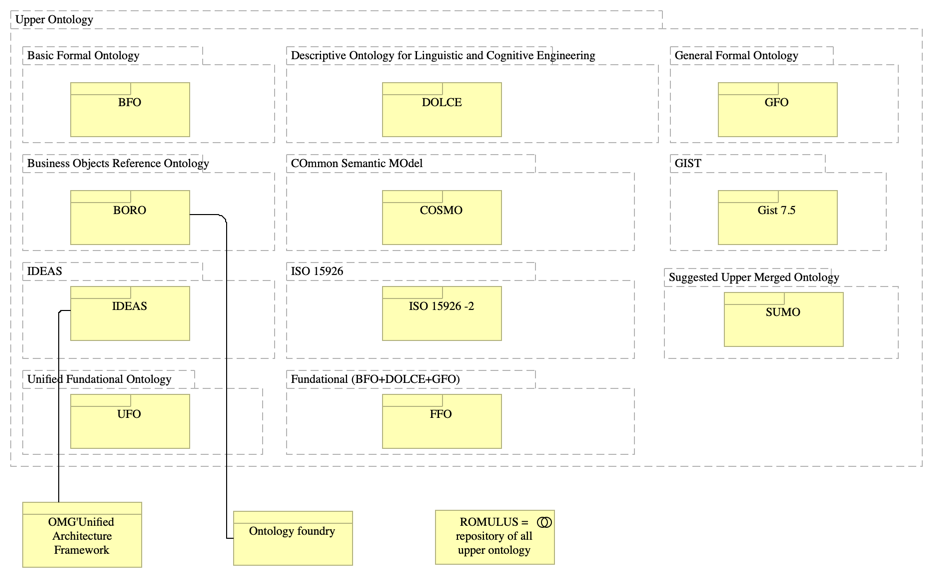 Upper Ontology
Basic Formal Ontology
BFO
Descriptive Ontology for Linguistic and Cognitive Engineering
DOLCE
General Formal Ontology
GFO
Business Objects Reference Ontology
BORO
COmmon Semantic MOdel
COSMO
GIST
Gist 7.5
IDEAS
IDEAS
ISO 15926
ISO 15926 -2
Suggested Upper Merged Ontology
SUMO
Unified Fundational Ontology
UFO
Fundational (BFO+DOLCE+GFO)
FFO
OMG'Unified
Architecture
Framework
Ontology foundry
ROMULUS =
repository of all
upper ontology